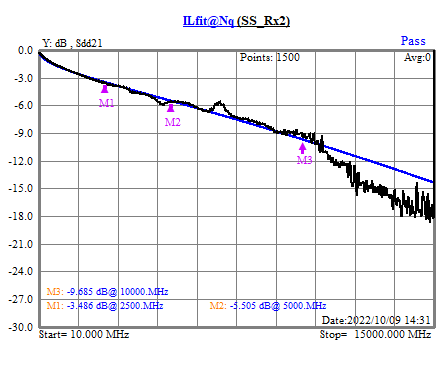 ILfit@Nq (SS_Rx2)
Pass
Y: dB , Sdd21
Points: 1500
Avg:0
0.0
-3.0
-6.0
-9.0
-12.0
-15.0
-18.0
-21.0
-24.0
-27.0
-30.0
M1
M2
M3
M3: -9.685 dB@ 10000.MHz
M1: -3.486 dB@ 2500.MHz
M2: -5.505 dB@ 5000.MHz
Date:2022/10/09 14:31
Start= 10.000 MHz
Stop= 15000.000 MHz